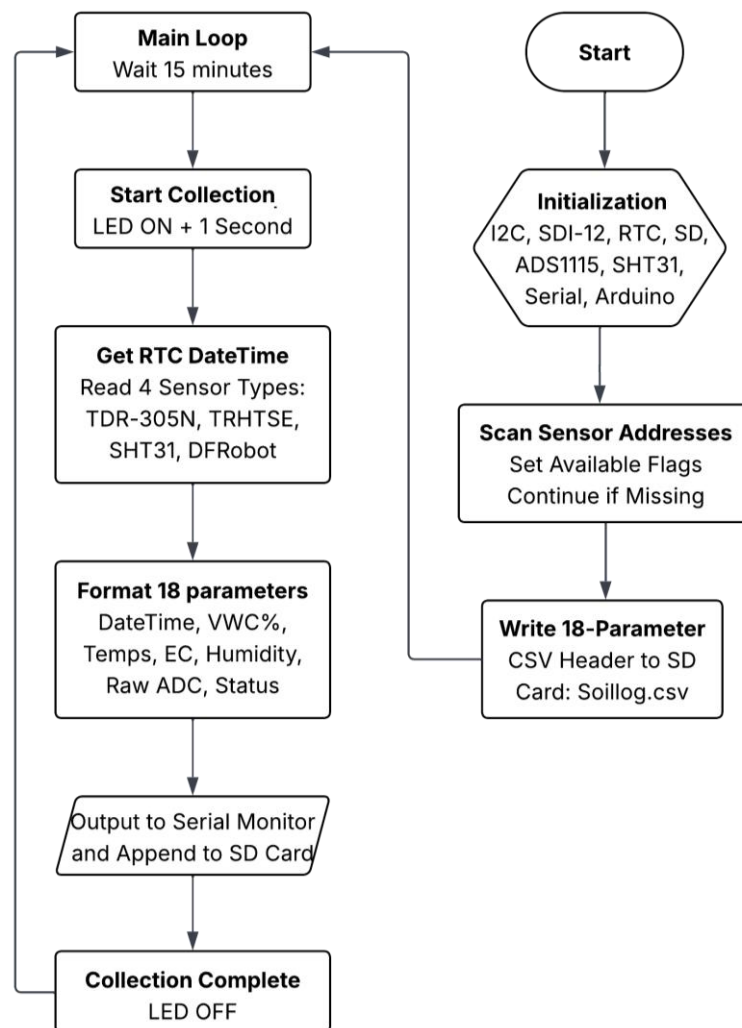 Main Loop
Wait 15 minutes
Start Collection
LED ON + 1 Second
Get RTC DateTime
Read 4 Sensor Types:
TDR-305N, TRHTSE,
SHT31, DFRobot
Format 18 parameters
DateTime, VWC%,
Temps, EC, Humidity,
Raw ADC, Status
Output to Serial Monitor
and Append to SD Card
Collection Complete
LED OFF
Start
Initialization
I2C, SDI-12, RTC, SD,
ADS1115, SHT31,
Serial, Arduino
Scan Sensor Addresses
Set Available Flags
Continue if Missing
Write 18-Parameter
CSV Header to SD
Card: Soillog.csv